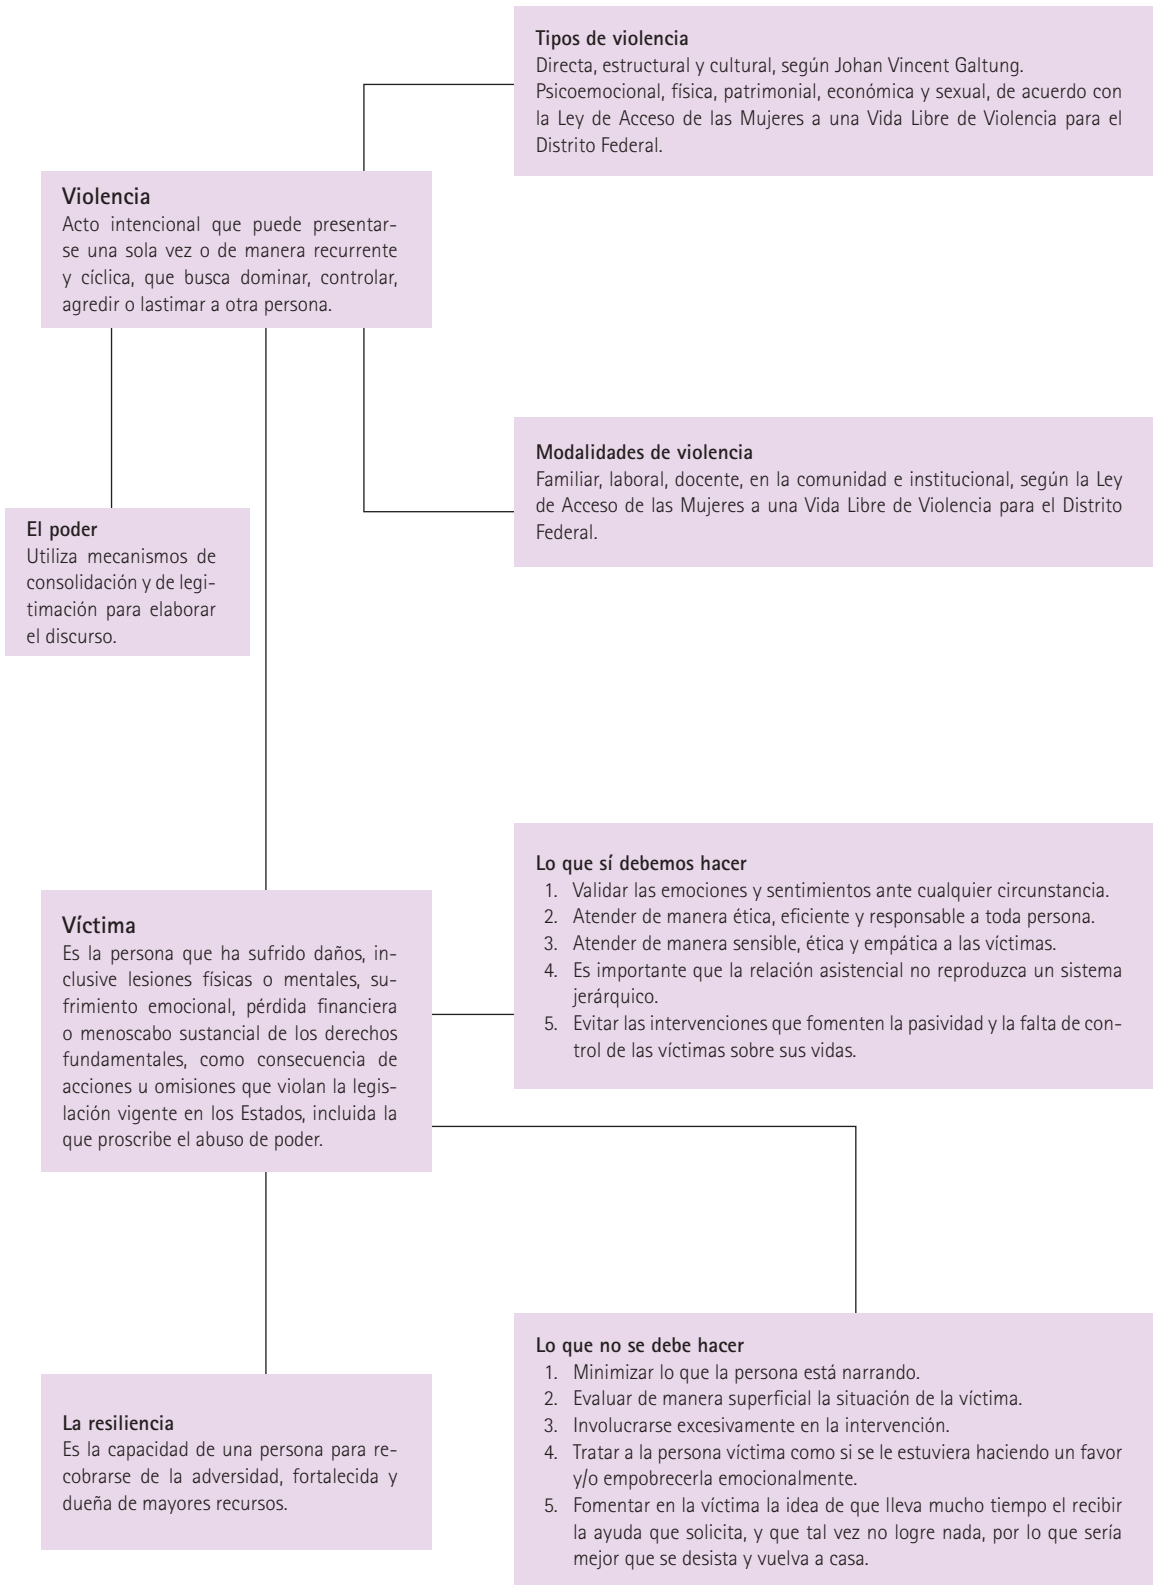 Tipos de violencia
Directa, estructural y cultural, según Johan Vincent Galtung.
Psicoemocional, física, patrimonial, económica y sexual, de acuerdo con
la Ley de Acceso de las Mujeres a una Vida Libre de Violencia para el
Distrito Federal.
Violencia
Acto intencional que puede presentar-
se una sola vez o de manera recurrente
y cíclica, que busca dominar, controlar,
agredir o lastimar a otra persona.
Modalidades de violencia
Familiar, laboral, docente, en la comunidad e institucional, según la Ley
de Acceso de las Mujeres a una Vida Libre de Violencia para el Distrito
Federal.
El poder
Utiliza mecanismos de
consolidación y de legi-
timación para elaborar
el discurso.
Lo que sí debemos hacer
1. Validar las emociones y sentimientos ante cualquier circunstancia.
2. Atender de manera ética, eficiente y responsable a toda persona.
3. Atender de manera sensible, ética y empática a las víctimas.
4. Es importante que la relación asistencial no reproduzca un sistema
jerárquico.
5. Evitar las intervenciones que fomenten la pasividad y la falta de con-
trol de las víctimas sobre sus vidas.
Víctima
Es la persona que ha sufrido daños, in-
clusive lesiones físicas o mentales, su-
frimiento emocional, pérdida financiera
o menoscabo sustancial de los derechos
fundamentales, como consecuencia de
acciones u omisiones que violan la legis-
lación vigente en los Estados, incluida la
que proscribe el abuso de poder.
Lo que no se debe hacer
1. Minimizar lo que la persona está narrando.
2. Evaluar de manera superficial la situación de la víctima.
3. Involucrarse excesivamente en la intervención.
4. Tratar a la persona víctima como si se le estuviera haciendo un favor
y/o empobrecerla emocionalmente.
5. Fomentar en la víctima la idea de que lleva mucho tiempo el recibir
la ayuda que solicita, y que tal vez no logre nada, por lo que sería
mejor que se desista y vuelva a casa.
La resiliencia
Es la capacidad de una persona para re-
cobrarse de la adversidad, fortalecida y
dueña de mayores recursos.